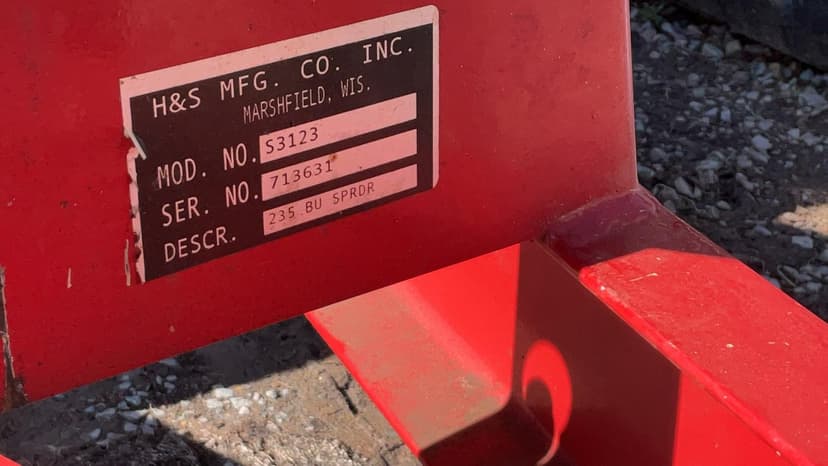 H&S MFG. CO. INC.
MARSHFIELD, WIS.
MOD. NO. S3123
SER. NO. 713631
DESCR. 235 BU SPRDR